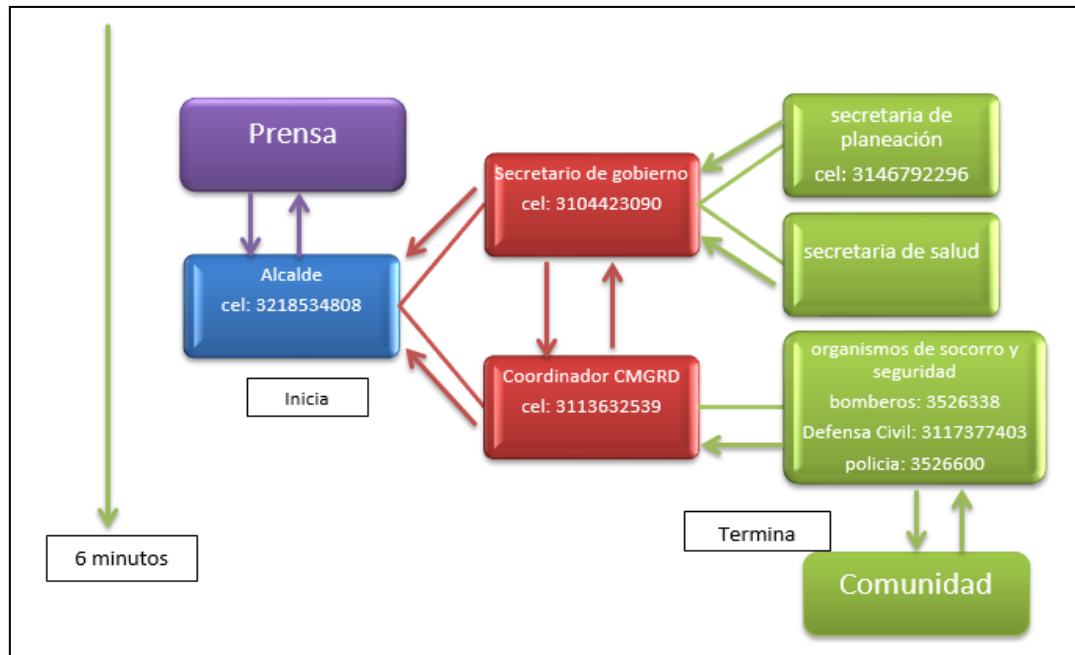 Prensa
Alcalde
cel: 3218534808
Inicia
6 minutos
Secretario de gobierno
cel: 3104423090
Coordinador CMGRD
cel: 3113632539
secretaria de
planeación
cel: 3146792296
secretaria de salud
organismos de socorro y
seguridad
bomberos: 3526338
Defensa Civil: 3117377403
policia: 3526600
Termina
Comunidad